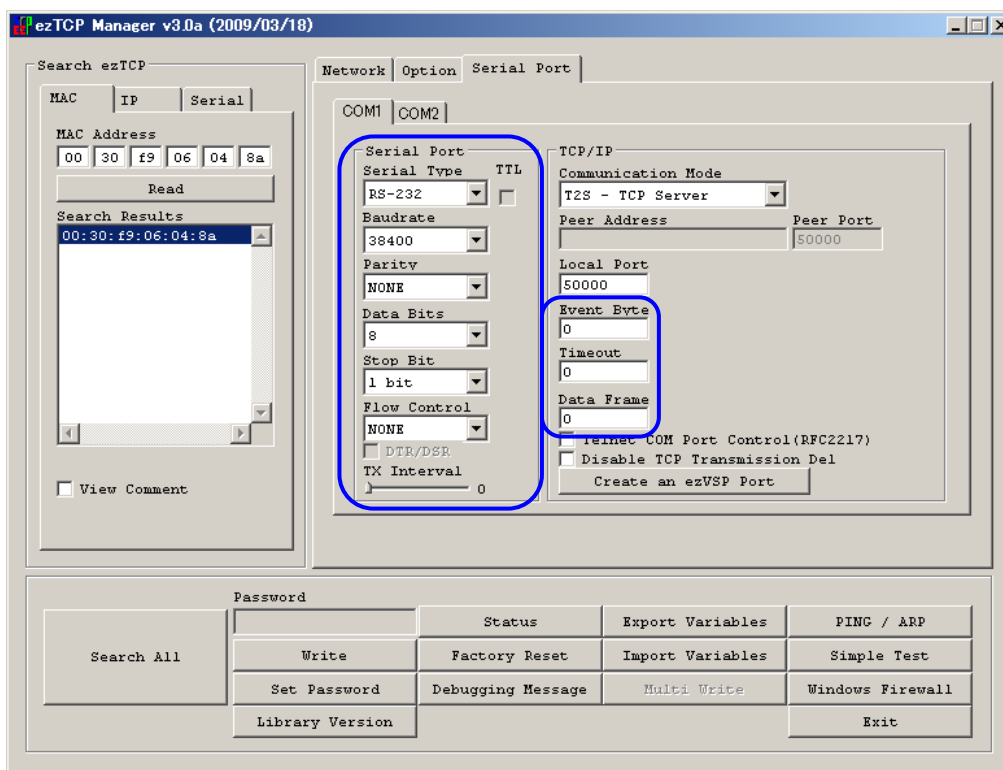 ezTCP Manager v3.0a (2009/03/18)
Search ezTCP
MAC IP Serial
MAC Address
00 30 f9 06 04 8a
Read
Search Results
00:30:f9:06:04:8a
View Comment
Network Option Serial Port
COM1 COM2
Serial Port
Serial Type TTL
RS-232
Baudrate
38400
Parity
NONE
Data Bits
8
Stop Bit
1 bit
Flow Control
NONE
DTR/DSR
TX Interval
0
TCP/IP
Communication Mode
T2S - TCP Server
Peer Address Peer Port
50000
Local Port
50000
Event Byte
0
Timeout
0
Data Frame
0
Telnet COM Port Control(RFC2217)
Disable TCP Transmission Del
Create an ezVSP Port
Password
Status Export Variables PING / ARP
Search All Write Factory Reset Import Variables Simple Test
Set Password Debugging Message Multi Write Windows Firewall
Library Version Exit